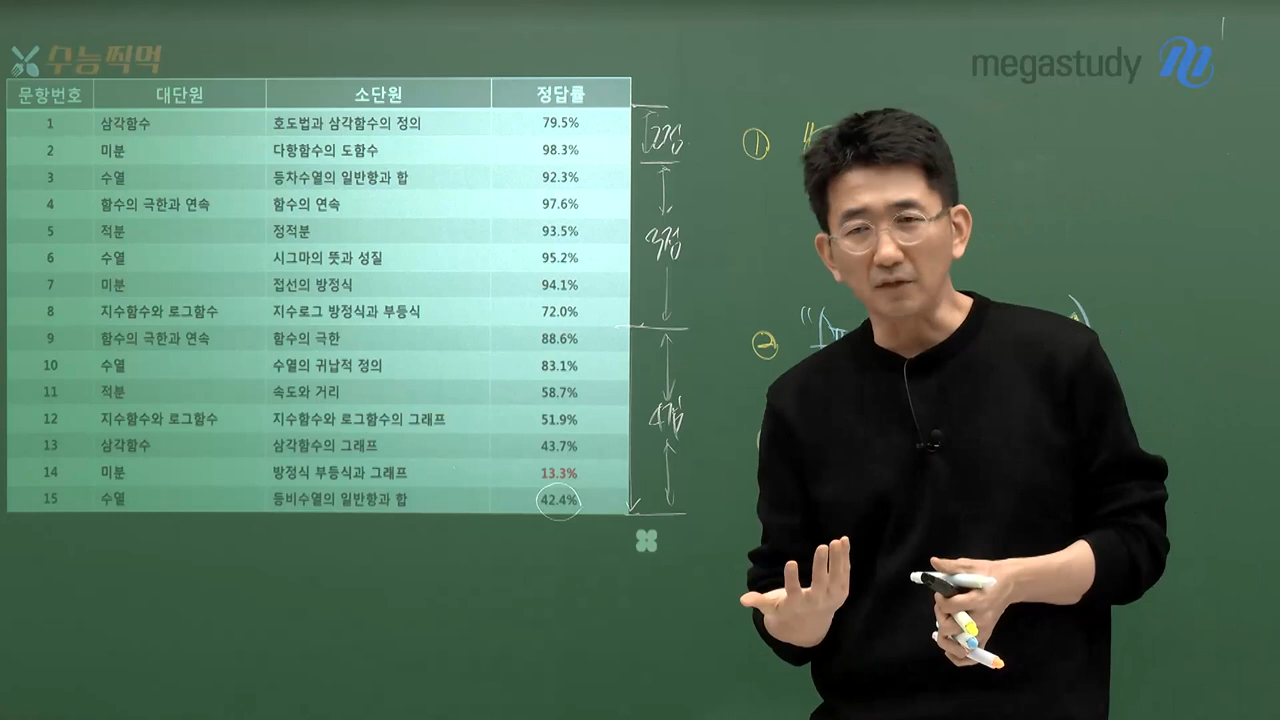 수능찍먹
megastudy
문항번호 대단원 소단원 정답률
1 삼각함수 호도법과 삼각함수의 정의 79.5%
2 미분 다항함수의 도함수 98.3%
3 수열 등차수열의 일반항과 합 92.3%
4 함수의 극한과 연속 함수의 연속 97.6%
5 적분 정적분 93.5%
6 수열 시그마의 뜻과 성질 95.2%
7 미분 접선의 방정식 94.1%
8 지수함수와 로그함수 지수로그 방정식과 부등식 72.0%
9 함수의 극한과 연속 함수의 극한 88.6%
10 수열 수열의 귀납적 정의 83.1%
11 적분 속도와 거리 58.7%
12 지수함수와 로그함수 지수함수와 로그함수의 그래프 51.9%
13 삼각함수 삼각함수의 그래프 43.7%
14 미분 방정식 부등식과 그래프 13.3%
15 수열 등비수열의 일반항과 합 42.4%
2점
3점
4점
①
②